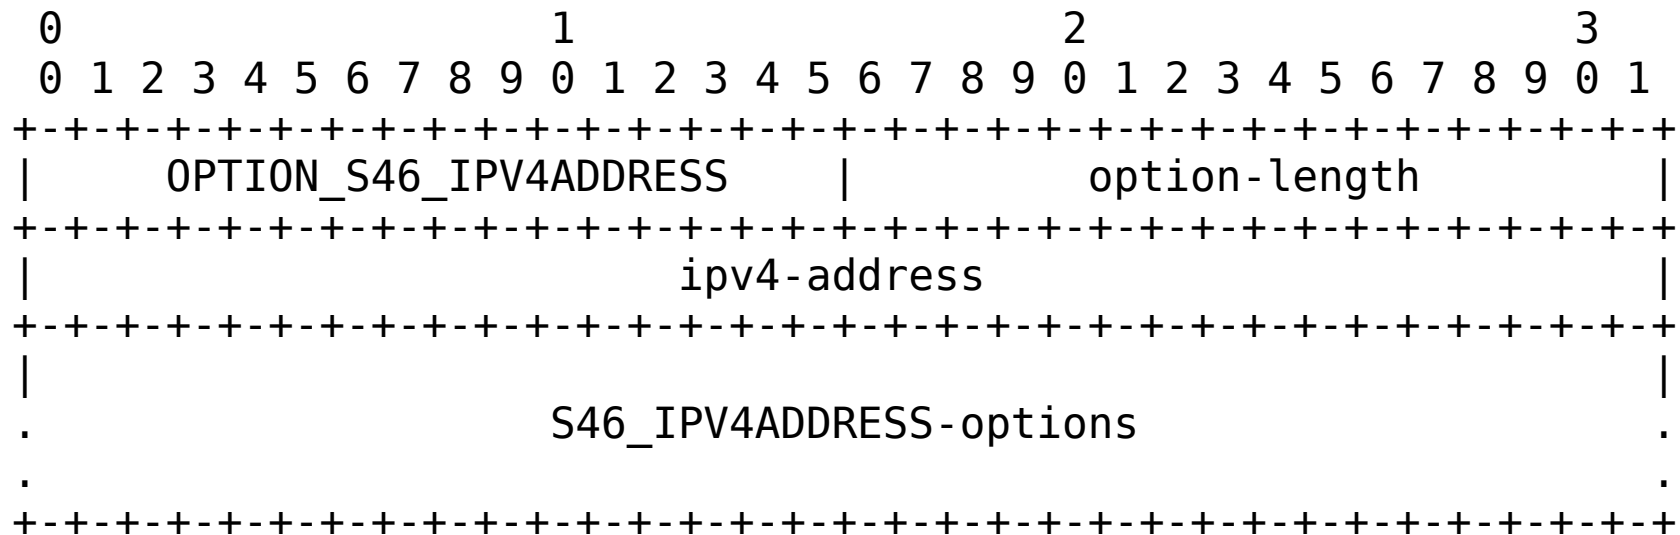 0                   1                   2                   3
 0 1 2 3 4 5 6 7 8 9 0 1 2 3 4 5 6 7 8 9 0 1 2 3 4 5 6 7 8 9 0 1
+-+-+-+-+-+-+-+-+-+-+-+-+-+-+-+-+-+-+-+-+-+-+-+-+-+-+-+-+-+-+-+-+
|     OPTION_S46_IPV4ADDRESS    |         option-length         |
+-+-+-+-+-+-+-+-+-+-+-+-+-+-+-+-+-+-+-+-+-+-+-+-+-+-+-+-+-+-+-+-+
|                         ipv4-address                          |
+-+-+-+-+-+-+-+-+-+-+-+-+-+-+-+-+-+-+-+-+-+-+-+-+-+-+-+-+-+-+-+-+
|                                                               |
.                    S46_IPV4ADDRESS-options                    .
.                                                               .
+-+-+-+-+-+-+-+-+-+-+-+-+-+-+-+-+-+-+-+-+-+-+-+-+-+-+-+-+-+-+-+-+